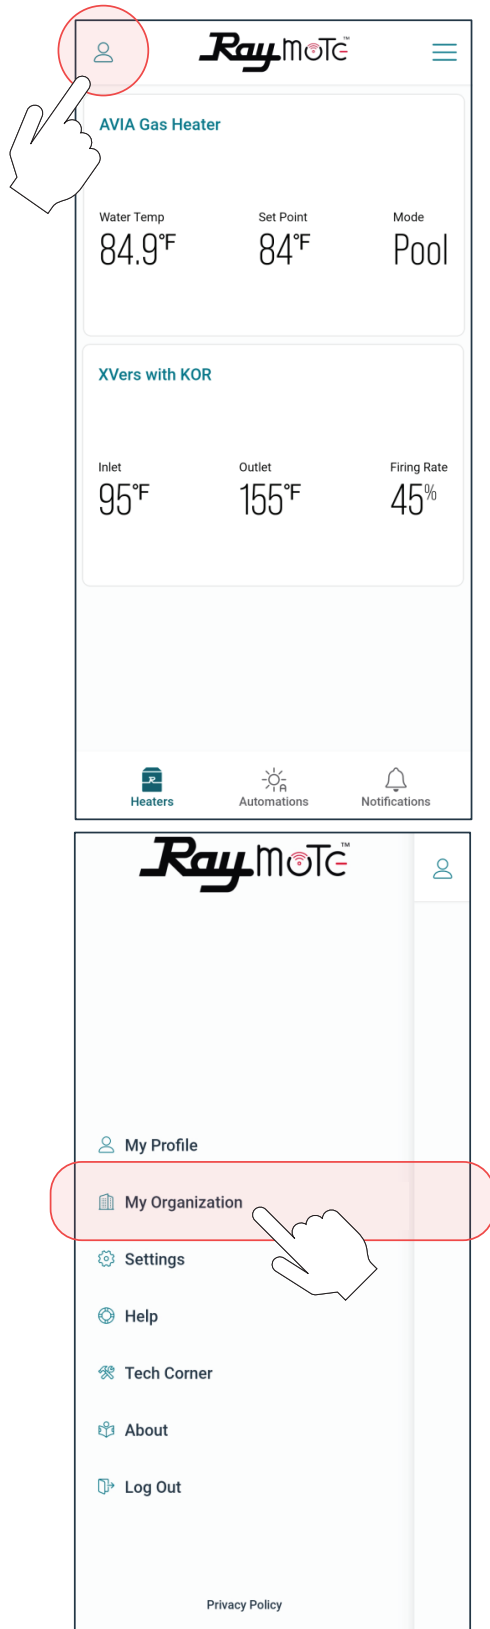 RaymoTe™
AVIA Gas Heater
Water Temp Set Point Mode
84.9°F 84°F Pool
XVers with KOR
Inlet Outlet Firing Rate
95°F 155°F 45%
Heaters Automations Notifications
RaymoTe™
My Profile
My Organization
Settings
Help
Tech Corner
About
Log Out
Privacy Policy